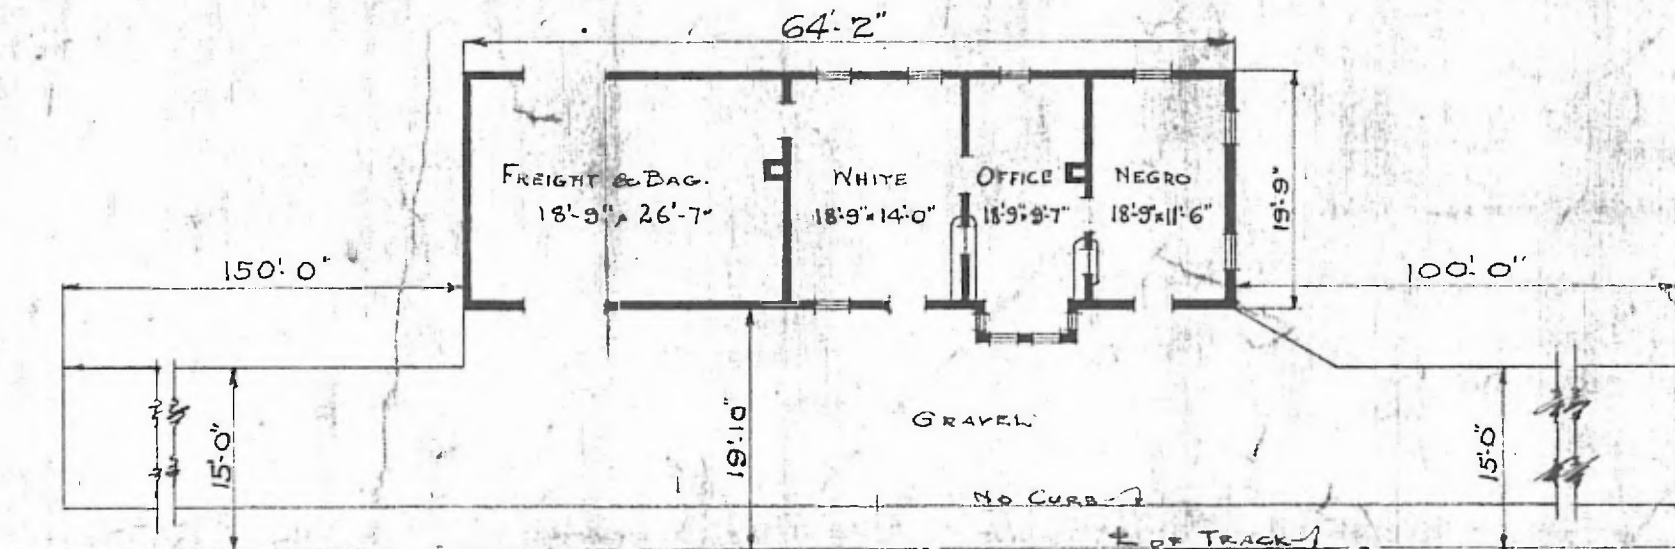 64'-2"
FREIGHT & BAG.
18'-9" x 26'-7"
WHITE
18'-9" x 14'-0"
OFFICE
18'-9" x 9'-7"
NEGRO
18'-9" x 11'-6"
19'-9"
150'-0"
100'-0"
15'-0"
19'-10"
GRAVEL
15'-0"
NO CURB
℄ OF TRACK